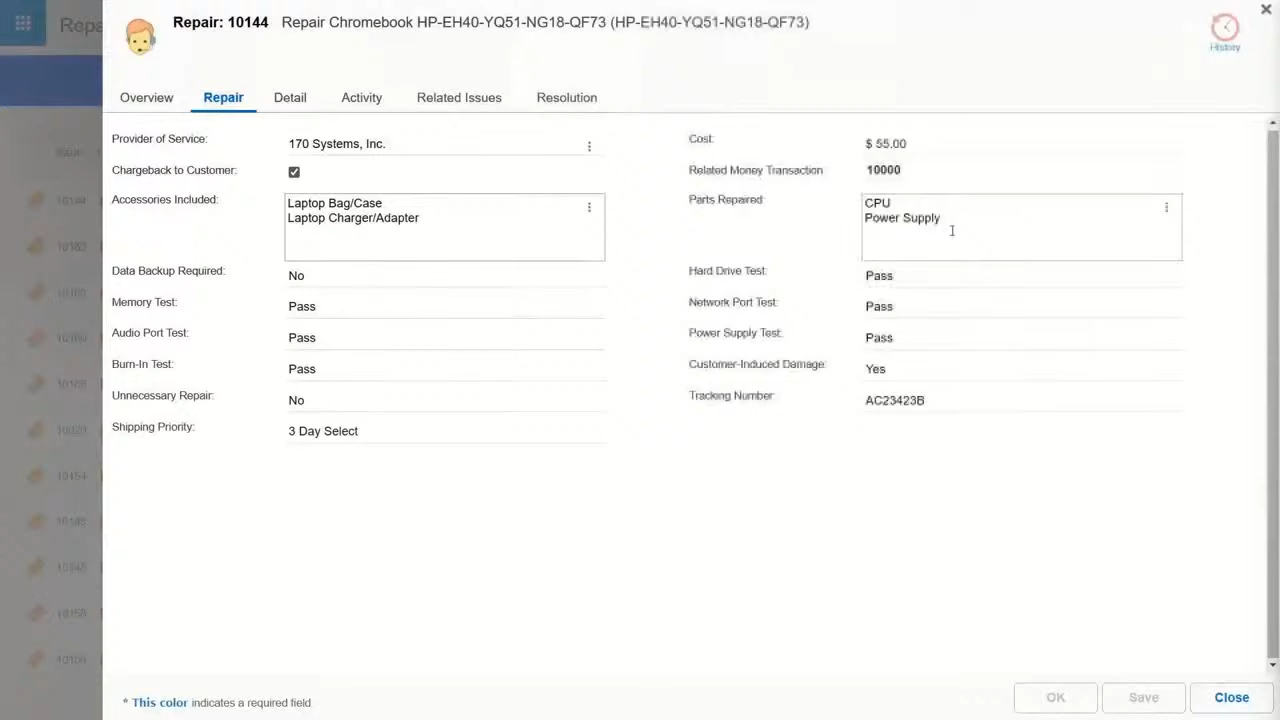 Repa
Repair: 10144 Repair Chromebook HP-EH40-YQ51-NG18-QF73 (HP-EH40-YQ51-NG18-QF73)
History
Overview Repair Detail Activity Related Issues Resolution
Provider of Service: 170 Systems, Inc. Cost: $ 55.00
Chargeback to Customer: Related Money Transaction 10000
Accessories Included: Laptop Bag/Case Parts Repaired: CPU
Laptop Charger/Adapter Power Supply
Data Backup Required: No Hard Drive Test: Pass
Memory Test: Pass Network Port Test: Pass
Audio Port Test: Pass Power Supply Test: Pass
Burn-In Test: Pass Customer-Induced Damage: Yes
Unnecessary Repair: No Tracking Number AC23423B
Shipping Priority: 3 Day Select
10144
* This color indicates a required field
OK Save Close